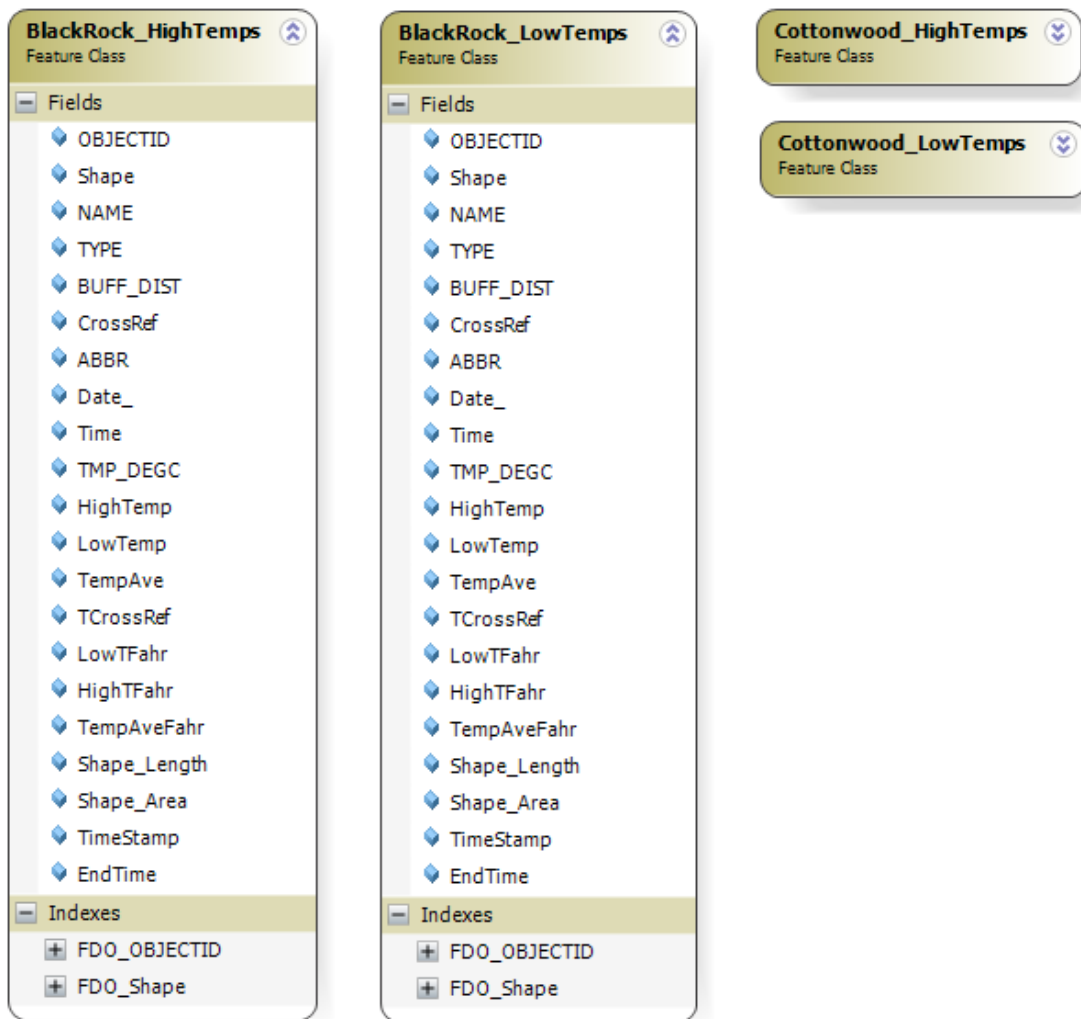 BlackRock_HighTemps
Feature Class
Fields
OBJECTID
Shape
NAME
TYPE
BUFF_DIST
CrossRef
ABBR
Date_
Time
TMP_DEGC
HighTemp
LowTemp
TempAve
TCrossRef
LowTFahr
HighTFahr
TempAveFahr
Shape_Length
Shape_Area
TimeStamp
EndTime
Indexes
FDO_OBJECTID
FDO_Shape
BlackRock_LowTemps
Feature Class
Fields
OBJECTID
Shape
NAME
TYPE
BUFF_DIST
CrossRef
ABBR
Date_
Time
TMP_DEGC
HighTemp
LowTemp
TempAve
TCrossRef
LowTFahr
HighTFahr
TempAveFahr
Shape_Length
Shape_Area
TimeStamp
EndTime
Indexes
FDO_OBJECTID
FDO_Shape
Cottonwood_HighTemps
Feature Class
Cottonwood_LowTemps
Feature Class